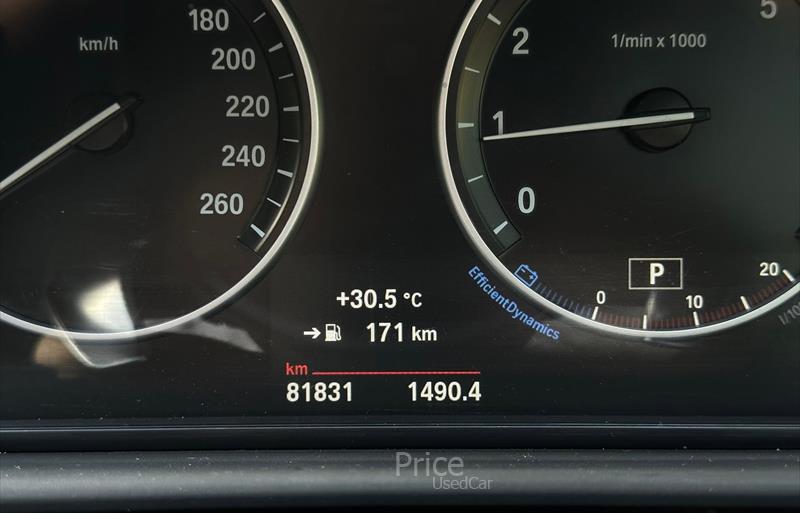 km/h
180
200
220
240
260
5
1/min x 1000
2
1
0
P
EfficientDynamics
0
10
20
+30.5 °C
171 km
km
81831 1490.4
Price
UsedCar